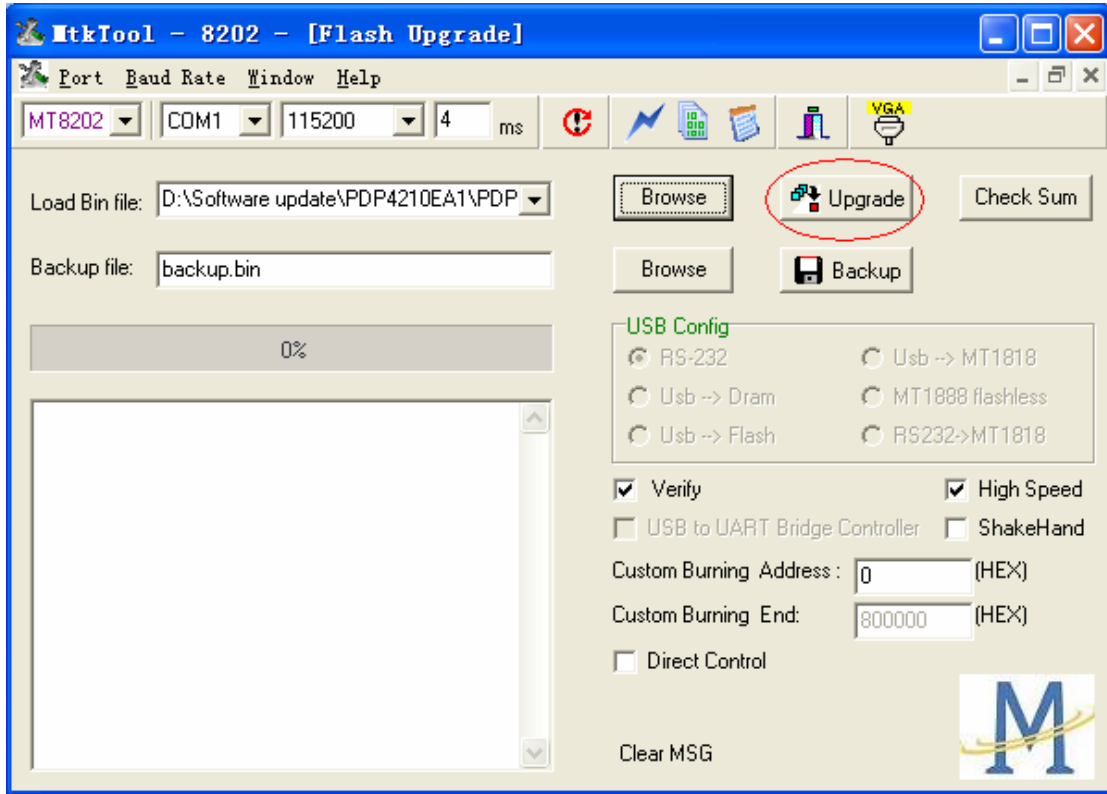 MtkTool - 8202 - [Flash Upgrade]
Port Baud Rate Window Help
MT8202 COM1 115200 4 ms VGA
Load Bin file: D:\Software update\PDP4210EA1\PDP Browse Upgrade Check Sum
Backup file: backup.bin Browse Backup
0%
USB Config
RS-232 Usb --> MT1818
Usb --> Dram MT1888 flashless
Usb --> Flash RS232->MT1818
Verify High Speed
USB to UART Bridge Controller ShakeHand
Custom Burning Address : 0 (HEX)
Custom Burning End: 800000 (HEX)
Direct Control
Clear MSG
M